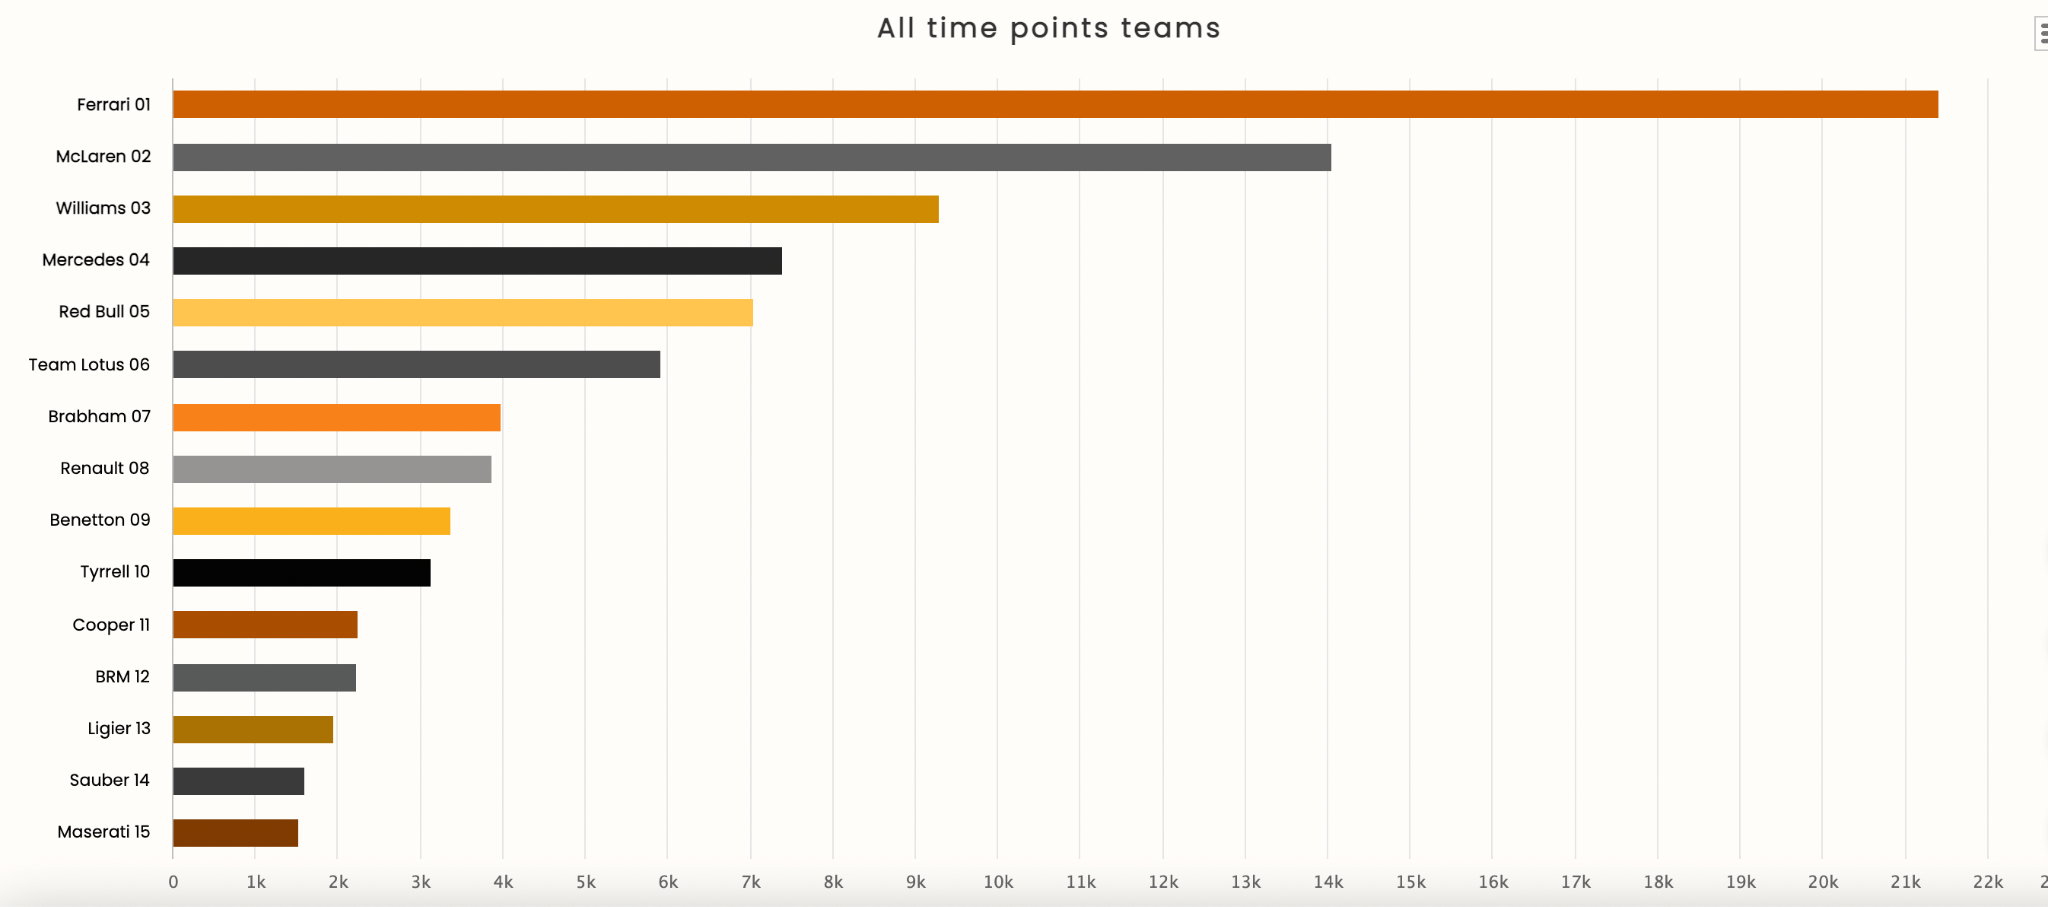 All time points teams
Ferrari 01
McLaren 02
Williams 03
Mercedes 04
Red Bull 05
Team Lotus 06
Brabham 07
Renault 08
Benetton 09
Tyrrell 10
Cooper 11
BRM 12
Ligier 13
Sauber 14
Maserati 15
0 1k 2k 3k 4k 5k 6k 7k 8k 9k 10k 11k 12k 13k 14k 15k 16k 17k 18k 19k 20k 21k 22k